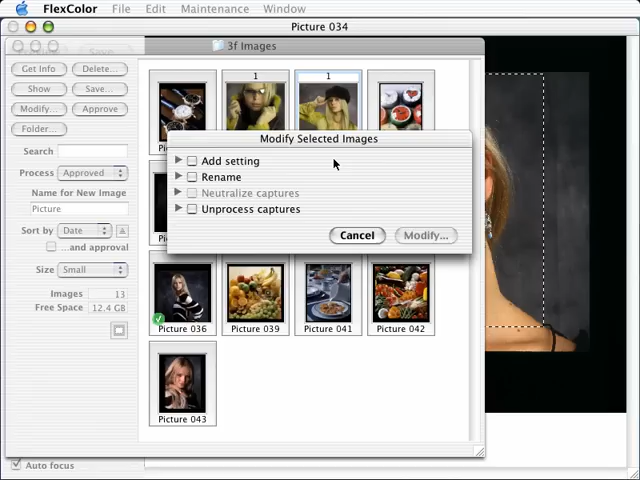 FlexColor File Edit Maintenance Window
Picture 034
3f Images
Get Info Delete...
Show Save...
Modify... Approve
Folder...
Search
Process Approved
Name for New Image
Picture
Sort by Date
...and approval
Size Small
Images 13
Free Space 12.4 GB
Auto focus
1 1
Modify Selected Images
Add setting
Rename
Neutralize captures
Unprocess captures
Cancel Modify...
Picture 036 Picture 039 Picture 041 Picture 042
Picture 043